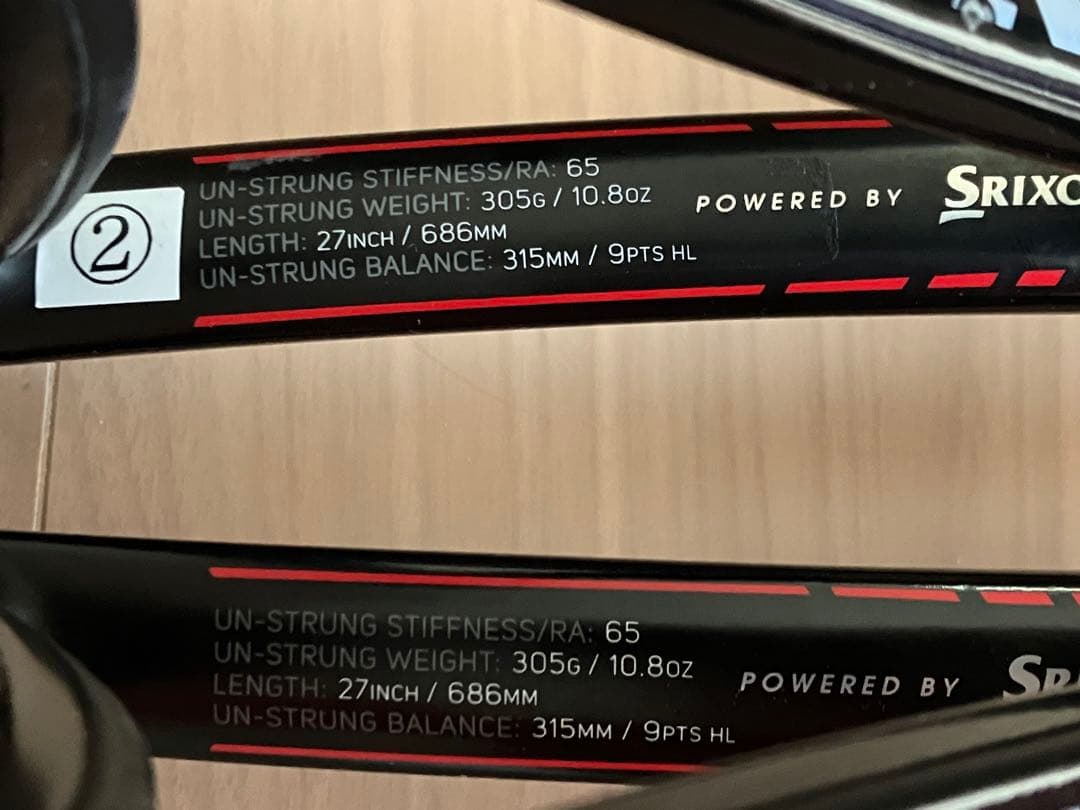 ②
UN-STRUNG STIFFNESS/RA: 65
UN-STRUNG WEIGHT: 305G / 10.8OZ
LENGTH: 27INCH / 686MM
UN-STRUNG BALANCE: 315MM / 9PTS HL
POWERED BY SRIXO
UN-STRUNG STIFFNESS/RA: 65
UN-STRUNG WEIGHT: 305G / 10.8OZ
LENGTH: 27INCH / 686MM
UN-STRUNG BALANCE: 315MM / 9PTS HL
POWERED BY SR